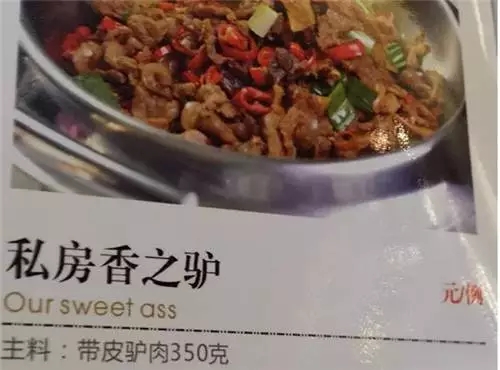 私房香之驴
元/例
Our sweet ass
主料：带皮驴肉350克